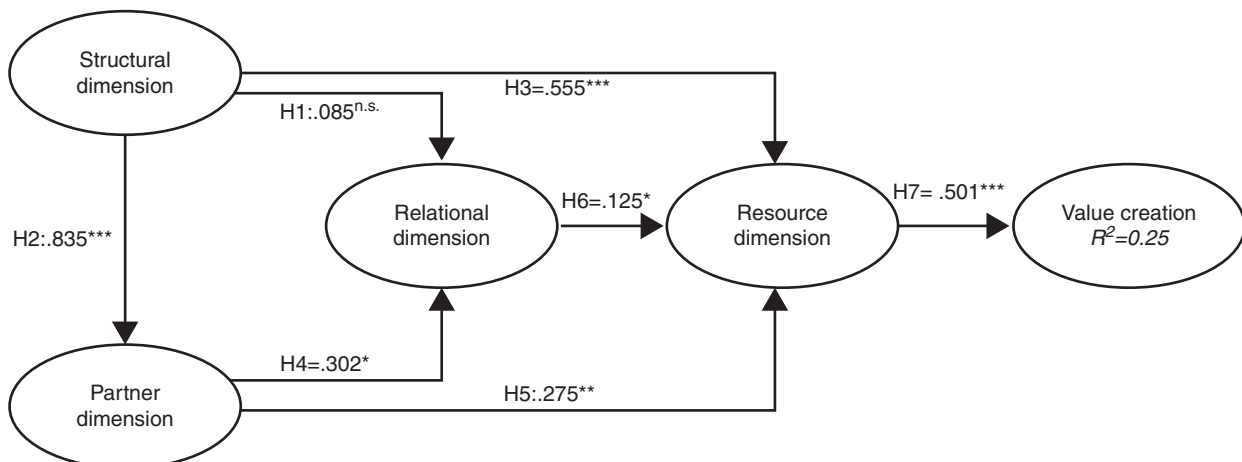 Structural
dimension
H3=.555***
H1:.085n.s.
H2:.835***
Relational
dimension
H6=.125*
Resource
dimension
H7= .501***
Value creation
R²=0.25
H4=.302*
H5:.275**
Partner
dimension